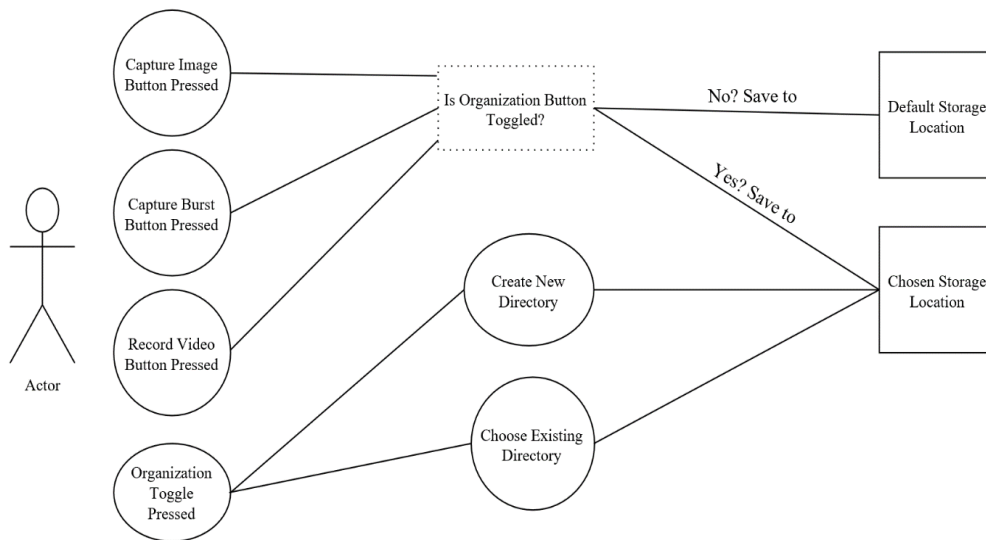 Capture Image
Button Pressed
Is Organization Button
Toggled?
No? Save to
Default Storage
Location
Capture Burst
Button Pressed
Yes? Save to
Create New
Directory
Chosen Storage
Location
Record Video
Button Pressed
Actor
Choose Existing
Directory
Organization
Toggle
Pressed